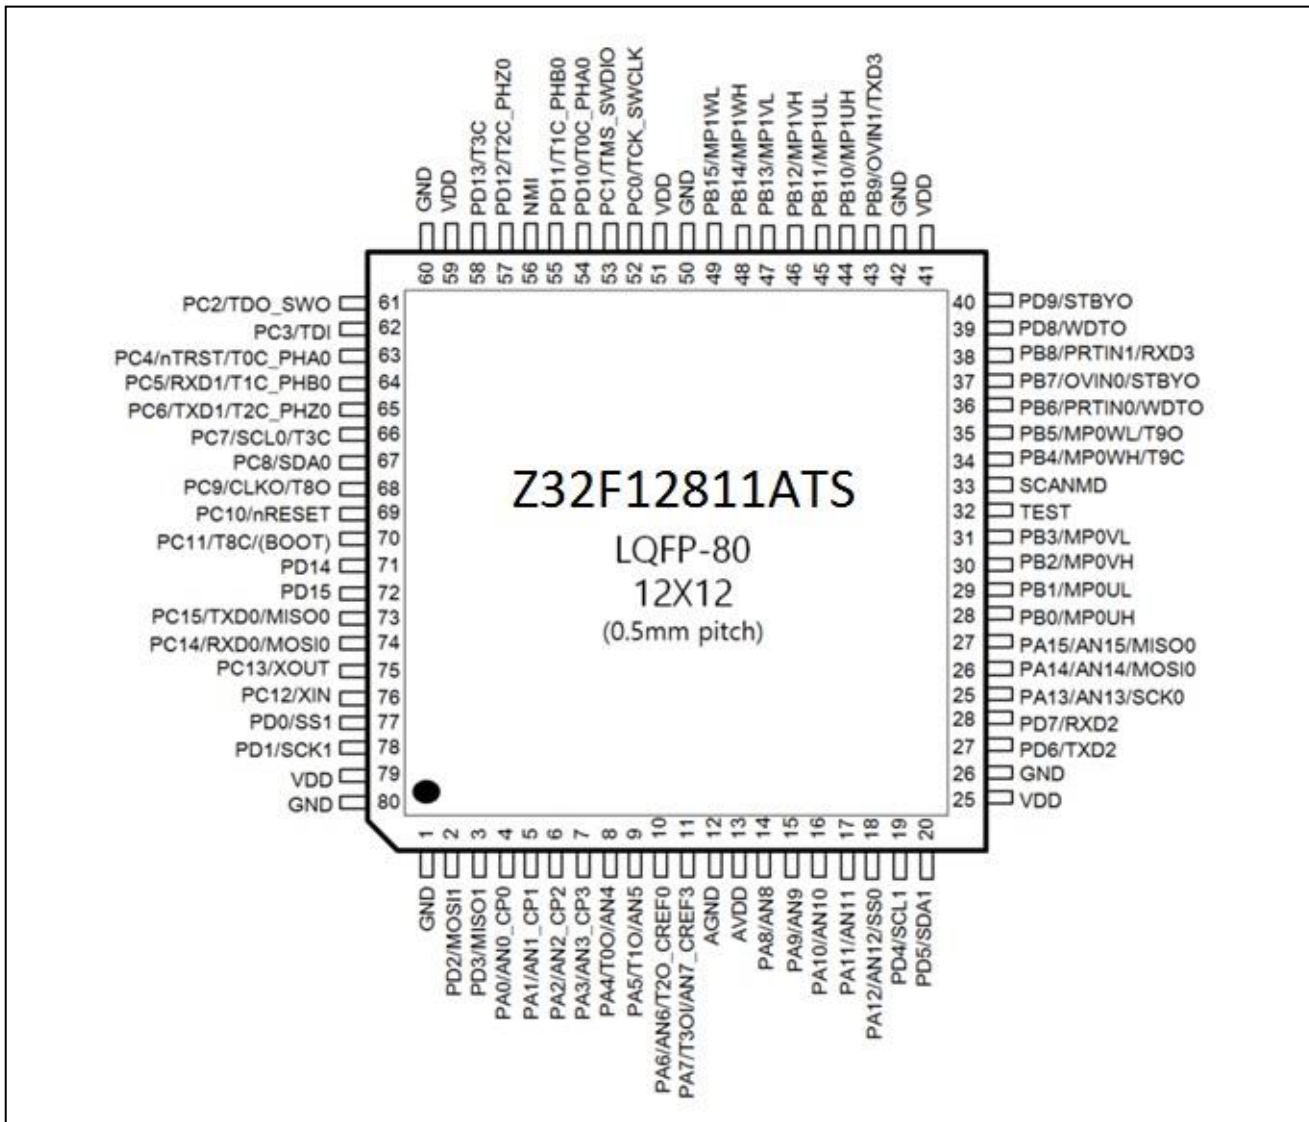 GND
VDD
PD13/T3C
PD12/T2C_PHZ0
NMI
PD11/T1C_PHB0
PD10/T0C_PHA0
PC1/TMS_SWDIO
PC0/TCK_SWCLK
VDD
GND
PB15/MP1WL
PB14/MP1WH
PB13/MP1VL
PB12/MP1VH
PB11/MP1UL
PB10/MP1UH
PB9/OVIN1/TXD3
GND
VDD
60
59
58
57
56
55
54
53
52
51
50
49
48
47
46
45
44
43
42
41
PC2/TDO_SWO 61
PC3/TDI 62
PC4/nTRST/T0C_PHA0 63
PC5/RXD1/T1C_PHB0 64
PC6/TXD1/T2C_PHZ0 65
PC7/SCL0/T3C 66
PC8/SDA0 67
PC9/CLKO/T8O 68
PC10/nRESET 69
PC11/T8C/(BOOT) 70
PD14 71
PD15 72
PC15/TXD0/MISO0 73
PC14/RXD0/MOSI0 74
PC13/XOUT 75
PC12/XIN 76
PD0/SS1 77
PD1/SCK1 78
VDD 79
GND 80
Z32F12811ATS
LQFP-80
12X12
(0.5mm pitch)
40 PD9/STBYO
39 PD8/WDTO
38 PB8/PRTIN1/RXD3
37 PB7/OVIN0/STBYO
36 PB6/PRTIN0/WDTO
35 PB5/MP0WL/T9O
34 PB4/MP0WH/T9C
33 SCANMD
32 TEST
31 PB3/MP0VL
30 PB2/MP0VH
29 PB1/MP0UL
28 PB0/MP0UH
27 PA15/AN15/MISO0
26 PA14/AN14/MOSI0
25 PA13/AN13/SCK0
28 PD7/RXD2
27 PD6/TXD2
26 GND
25 VDD
1
2
3
4
5
6
7
8
9
10
11
12
13
14
15
16
17
18
19
20
GND
PD2/MOSI1
PD3/MISO1
PA0/AN0_CP0
PA1/AN1_CP1
PA2/AN2_CP2
PA3/AN3_CP3
PA4/T0O/AN4
PA5/T1O/AN5
PA6/AN6/T2O_CREF0
PA7/T3OI/AN7_CREF3
AGND
AVDD
PA8/AN8
PA9/AN9
PA10/AN10
PA11/AN11
PA12/AN12/SS0
PD4/SCL1
PD5/SDA1